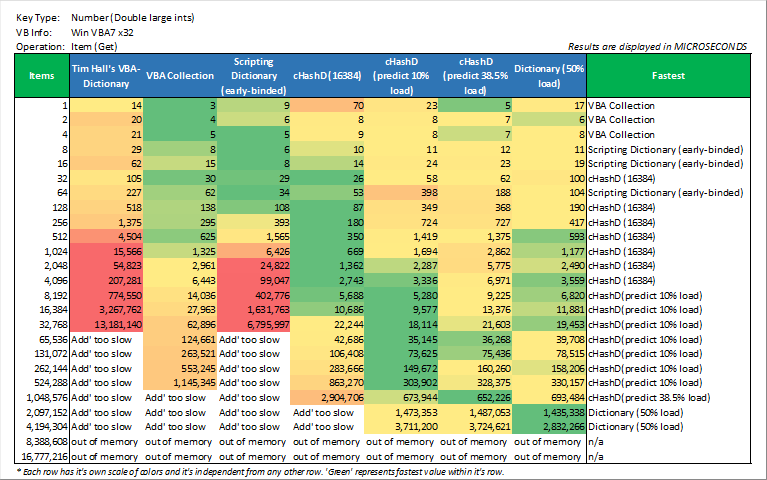 Key Type: Number (Double large ints)
VB Info: Win VBA7 x32
Operation: Item (Get)
Results are displayed in MICROSECONDS
Items Tim Hall's VBA-Dictionary VBA Collection Scripting Dictionary (early-binded) cHashD (16384) cHashD (predict 10% load) cHashD (predict 38.5% load) Dictionary (50% load) Fastest
1 14 3 9 70 23 5 17 VBA Collection
2 20 4 6 8 8 7 6 VBA Collection
4 21 5 5 9 8 7 8 VBA Collection
8 29 8 6 10 11 12 11 Scripting Dictionary (early-binded)
16 62 15 8 14 24 23 19 Scripting Dictionary (early-binded)
32 105 30 29 26 58 62 100 cHashD (16384)
64 227 62 34 53 398 188 104 Scripting Dictionary (early-binded)
128 518 138 108 87 349 368 190 cHashD (16384)
256 1,375 295 393 180 724 727 417 cHashD (16384)
512 4,504 625 1,565 350 1,419 1,375 593 cHashD (16384)
1,024 15,566 1,325 6,426 669 1,694 2,862 1,177 cHashD (16384)
2,048 54,823 2,961 24,822 1,362 2,287 5,775 2,490 cHashD (16384)
4,096 207,281 6,443 99,047 2,743 3,336 6,971 3,559 cHashD (16384)
8,192 774,550 14,036 402,776 5,688 5,280 9,225 6,820 cHashD(predict 10% load)
16,384 3,267,762 27,963 1,631,763 10,686 9,577 13,376 11,881 cHashD(predict 10% load)
32,768 13,181,140 62,896 6,795,997 22,244 18,114 21,603 19,453 cHashD(predict 10% load)
65,536 Add' too slow 124,661 Add' too slow 42,686 35,145 36,268 39,708 cHashD(predict 10% load)
131,072 Add' too slow 263,521 Add' too slow 106,408 73,625 75,436 78,515 cHashD(predict 10% load)
262,144 Add' too slow 553,245 Add' too slow 283,666 149,672 160,260 158,206 cHashD(predict 10% load)
524,288 Add' too slow 1,145,345 Add' too slow 863,270 303,902 328,375 330,157 cHashD(predict 10% load)
1,048,576 Add' too slow Add' too slow Add' too slow 2,904,706 673,944 652,226 693,484 cHashD(predict 38.5% load)
2,097,152 Add' too slow Add' too slow Add' too slow Add' too slow 1,473,353 1,487,053 1,435,338 Dictionary (50% load)
4,194,304 Add' too slow Add' too slow Add' too slow Add' too slow 3,711,200 3,724,621 2,832,266 Dictionary (50% load)
8,388,608 out of memory out of memory out of memory out of memory out of memory out of memory out of memory n/a
16,777,216 out of memory out of memory out of memory out of memory out of memory out of memory out of memory n/a
* Each row has it's own scale of colors and it's independent from any other row. 'Green' represents fastest value within it's row.